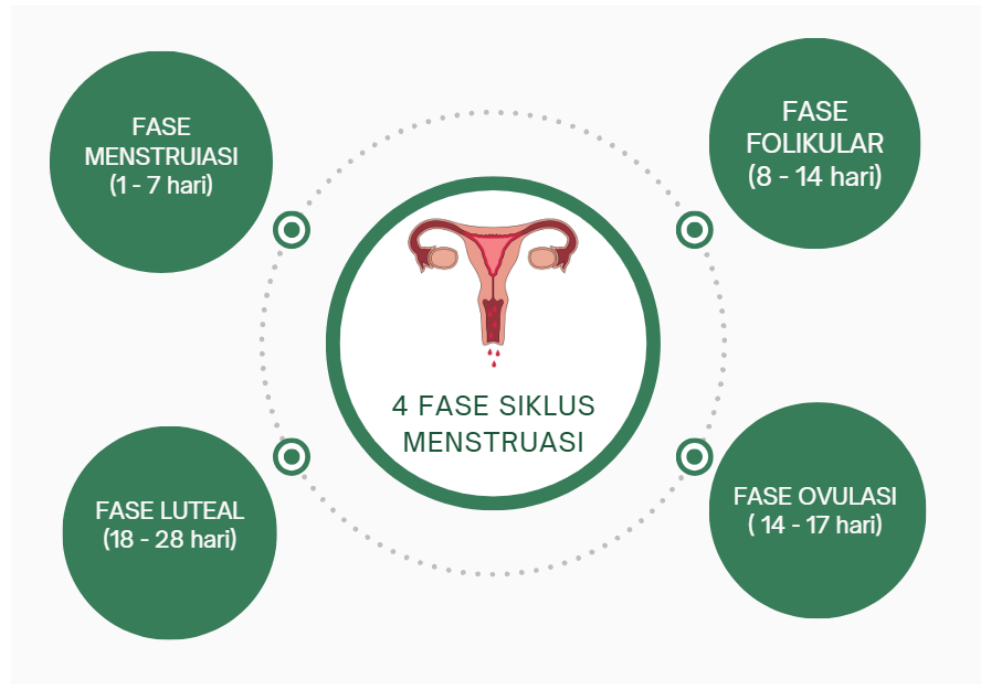 FASE
MENSTRUIASI
(1 - 7 hari)
FASE
FOLIKULAR
(8 - 14 hari)
4 FASE SIKLUS
MENSTRUASI
FASE LUTEAL
(18 - 28 hari)
FASE OVULASI
( 14 - 17 hari)